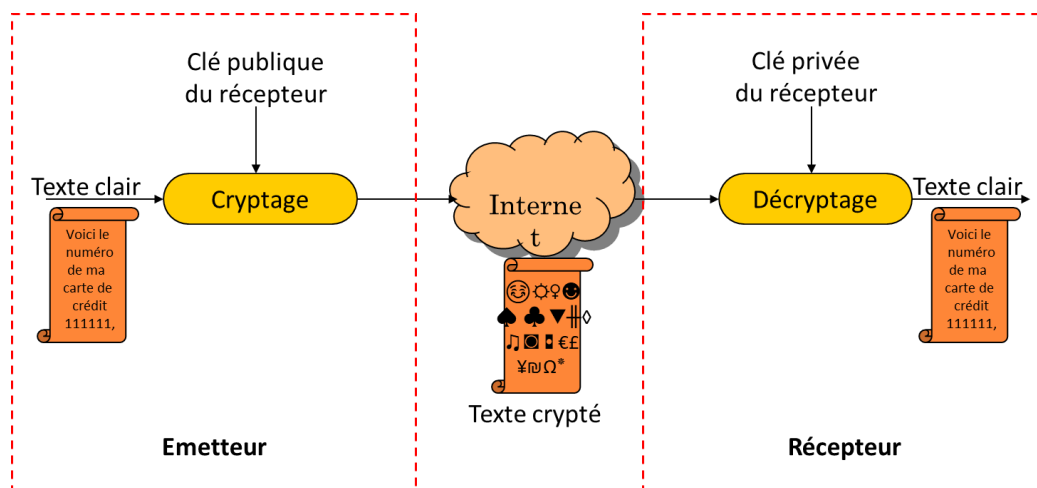 Clé publique
du récepteur
Clé privée
du récepteur
Texte clair
Cryptage
Interne
t
Décryptage
Texte clair
Voici le
numéro
de ma
carte de
crédit
111111,
☺☼♀☻
♠ ♣▼╫◊
♫◙ €£
¥₪Ω*
Voici le
numéro
de ma
carte de
crédit
111111,
Texte crypté
Emetteur
Récepteur